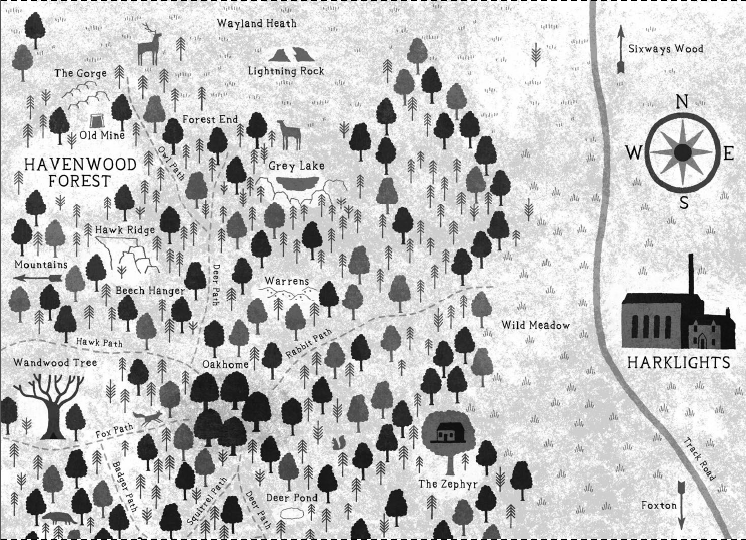 Wayland Heath
Sixways Wood
The Gorge
Lightning Rock
N
Forest End
Old Mine
W
E
HAVENWOOD
FOREST
Owl Path
Grey Lake
S
Hawk Ridge
Mountains
Deer Path
Beech Hanger
Warrens
Wild Meadow
Hawk Path
Rabbit Path
Wandwood Tree
Oakhome
HARKLIGHTS
Fox Path
Track Road
Badger Path
Squirrel Path
Deer Path
Deer Pond
The Zephyr
Foxton